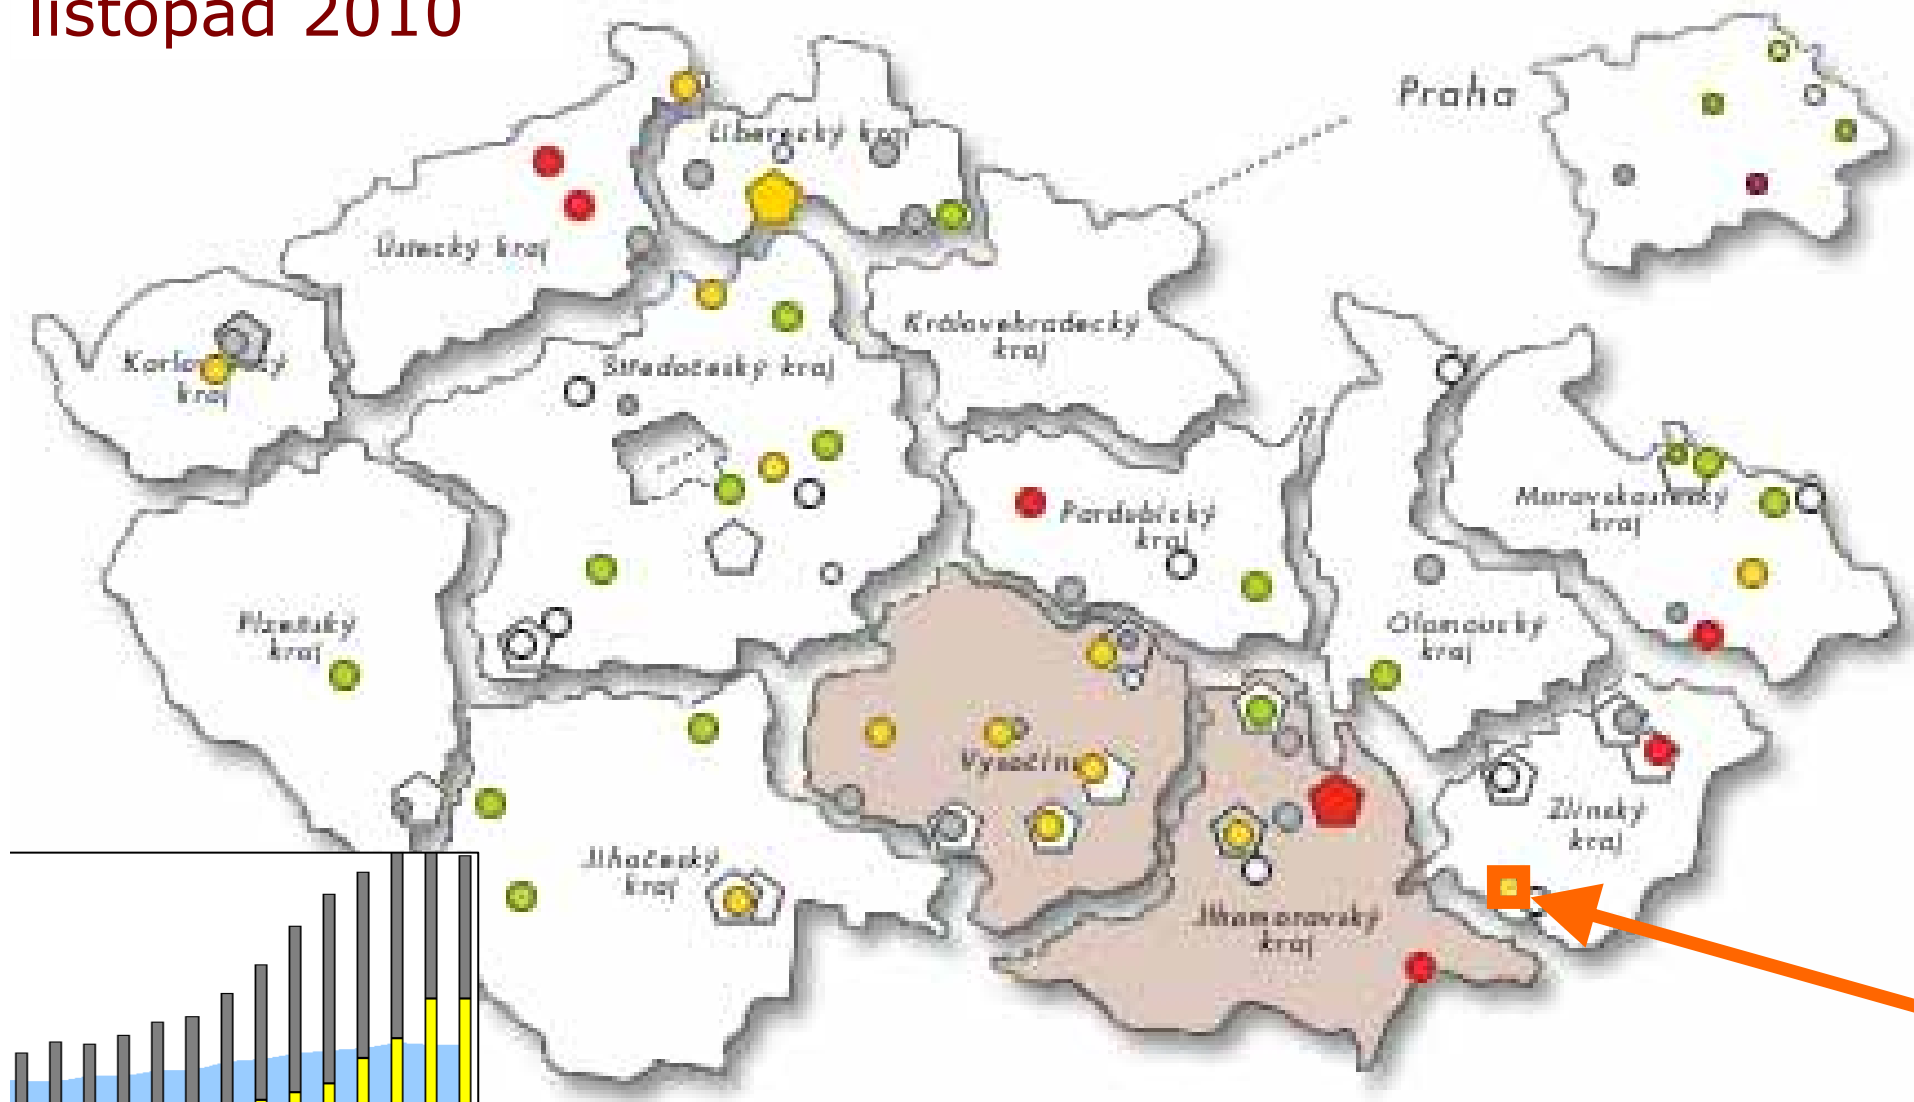 listopad 2010
Praha
Liberecký kraj
Ústecký kraj
Královehradecký
kraj
Středočeský kraj
kraj
Pardubický
kraj
Moravskoslezský
kraj
Plzeňský
kraj
Olomoucký
kraj
Vysočina
Zlínský
kraj
Jihočeský
kraj
Jihomoravský
kraj